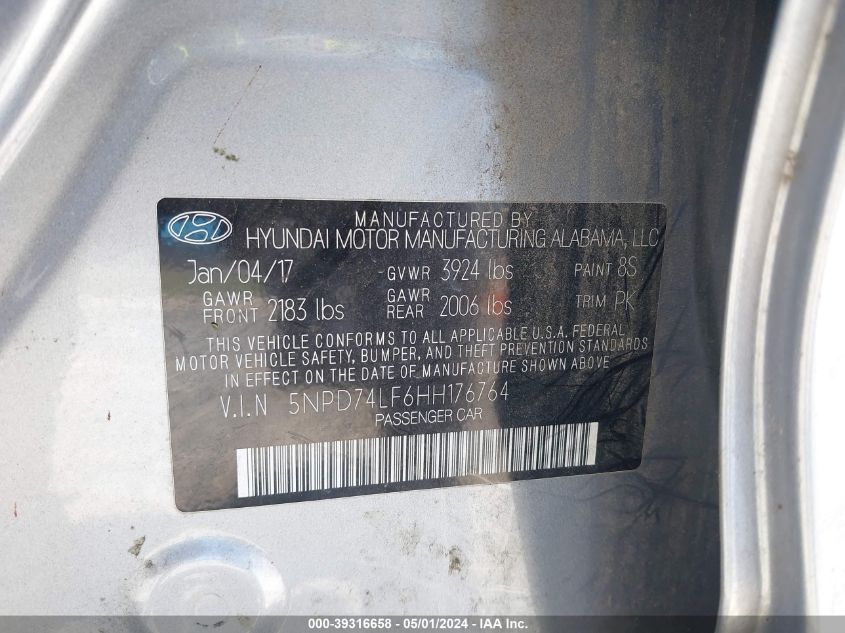 MANUFACTURED BY
HYUNDAI MOTOR MANUFACTURING ALABAMA, LLC
Jan/04/17 GVWR 3924 lbs PAINT 8S
GAWR FRONT 2183 lbs GAWR REAR 2006 lbs TRIM PK
THIS VEHICLE CONFORMS TO ALL APPLICABLE U.S.A. FEDERAL
MOTOR VEHICLE SAFETY, BUMPER, AND THEFT PREVENTION STANDARDS
IN EFFECT ON THE DATE OF MANUFACTURE SHOWN ABOVE.
V.I.N 5NPD74LF6HH176764
PASSENGER CAR
000-39316658 - 05/01/2024 - IAA Inc.